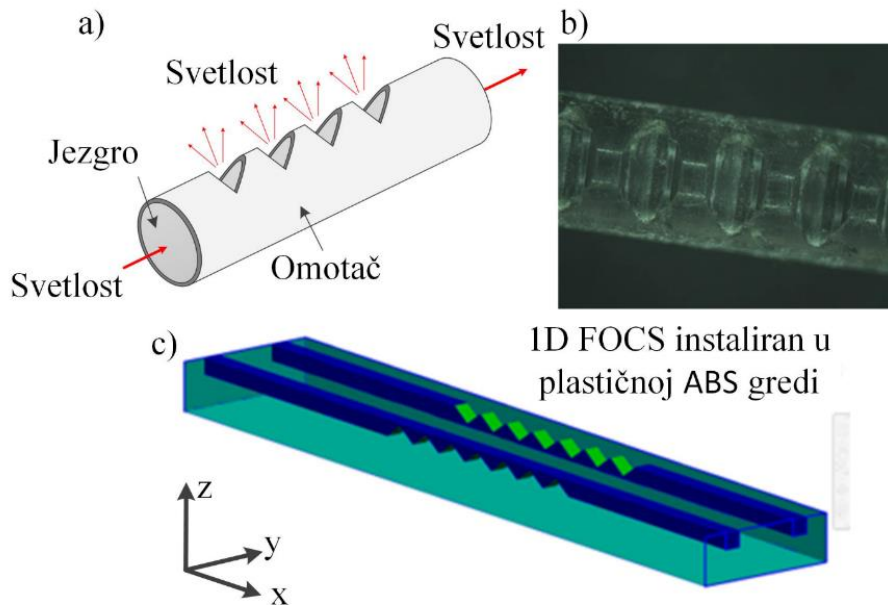 a)
Svetlost
b)
Svetlost
Jezgro
Omotač
Svetlost
c)
1D FOCS instaliran u
plastičnoj ABS gredi
z
y
x